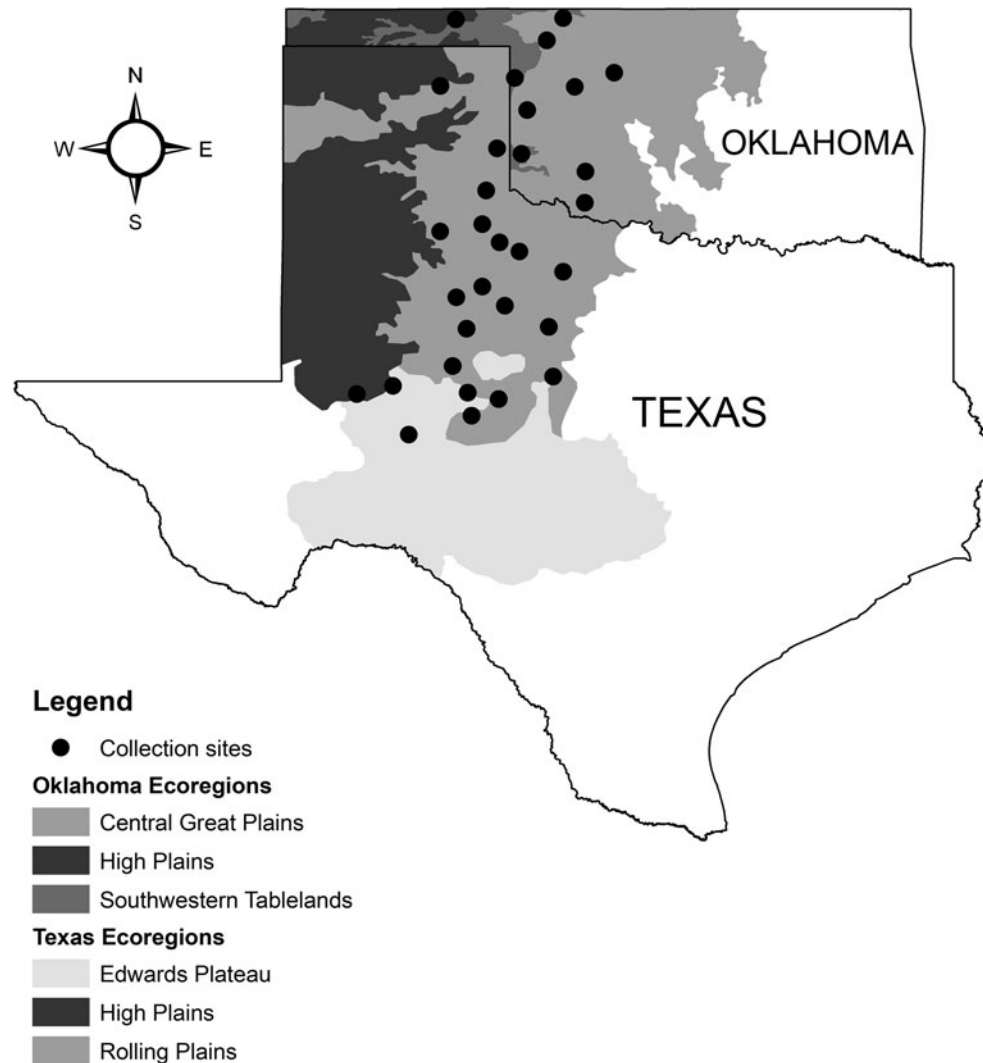 N
W E
S
OKLAHOMA
TEXAS
Legend
Collection sites
Oklahoma Ecoregions
Central Great Plains
High Plains
Southwestern Tablelands
Texas Ecoregions
Edwards Plateau
High Plains
Rolling Plains